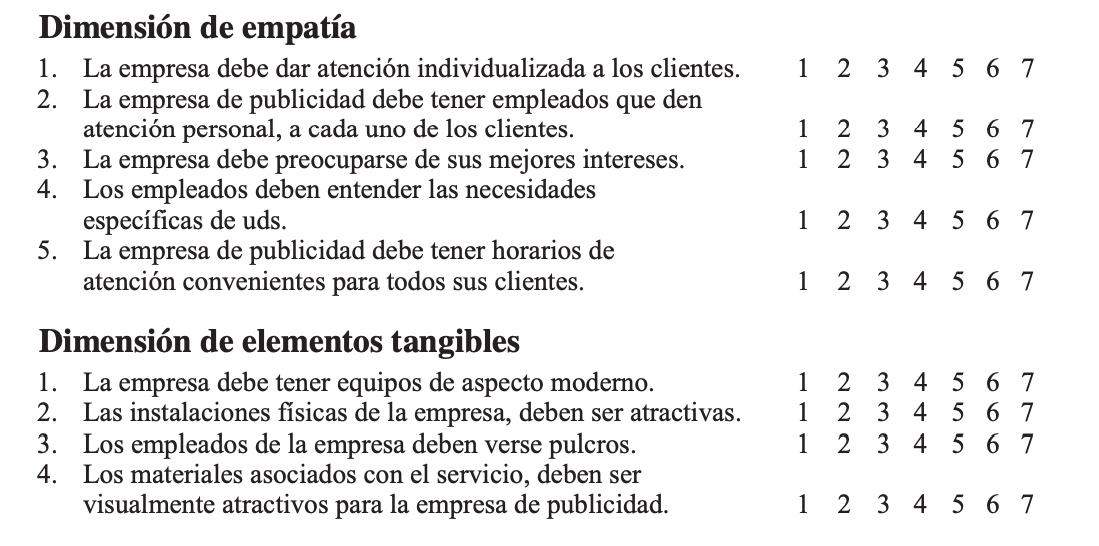 Dimensión de empatía
1. La empresa debe dar atención individualizada a los clientes. 1 2 3 4 5 6 7
2. La empresa de publicidad debe tener empleados que den
atención personal, a cada uno de los clientes. 1 2 3 4 5 6 7
3. La empresa debe preocuparse de sus mejores intereses. 1 2 3 4 5 6 7
4. Los empleados deben entender las necesidades
específicas de uds. 1 2 3 4 5 6 7
5. La empresa de publicidad debe tener horarios de
atención convenientes para todos sus clientes. 1 2 3 4 5 6 7
Dimensión de elementos tangibles
1. La empresa debe tener equipos de aspecto moderno. 1 2 3 4 5 6 7
2. Las instalaciones físicas de la empresa, deben ser atractivas. 1 2 3 4 5 6 7
3. Los empleados de la empresa deben verse pulcros. 1 2 3 4 5 6 7
4. Los materiales asociados con el servicio, deben ser
visualmente atractivos para la empresa de publicidad. 1 2 3 4 5 6 7